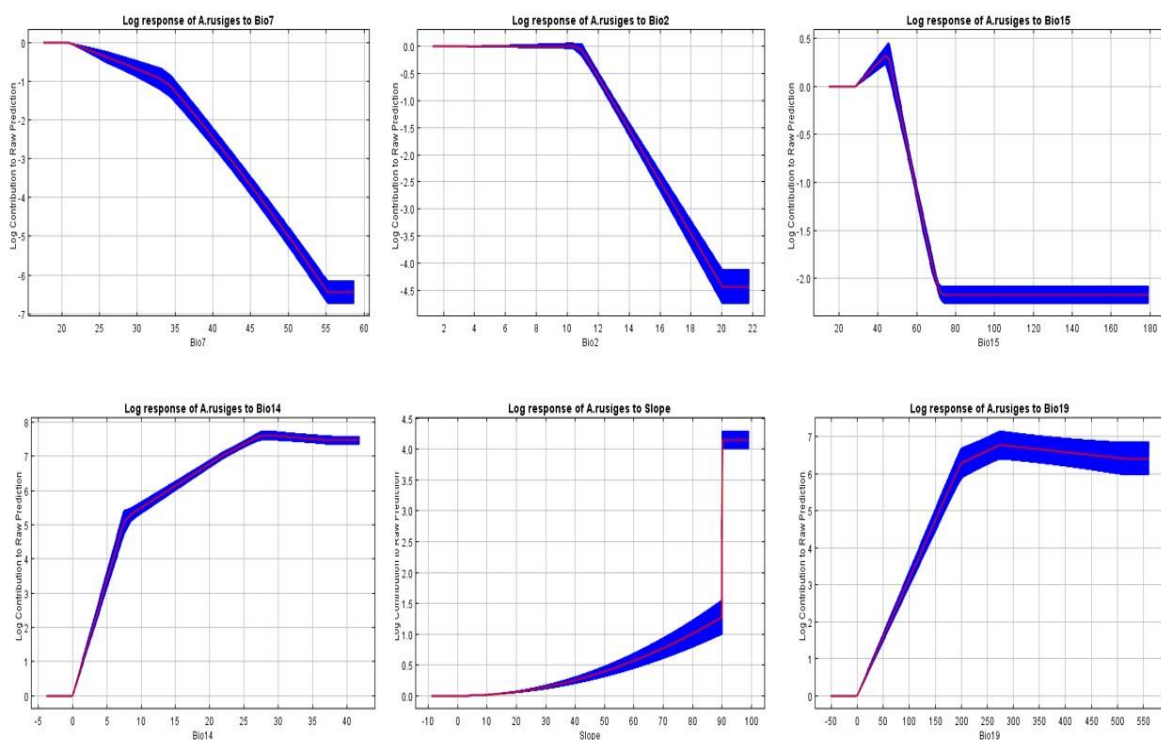 Log response of A.rusiges to Bio7
Log Contribution to Raw Prediction
0
-1
-2
-3
-4
-5
-6
-7
20 25 30 35 40 45 50 55 60
Bio7
Log response of A.rusiges to Bio2
Log Contribution to Raw Prediction
0.0
-0.5
-1.0
-1.5
-2.0
-2.5
-3.0
-3.5
-4.0
-4.5
2 4 6 8 10 12 14 16 18 20 22
Bio2
Log response of A.rusiges to Bio15
Log Contribution to Raw Prediction
0.5
0.0
-0.5
-1.0
-1.5
-2.0
20 40 60 80 100 120 140 160 180
Bio15
Log response of A.rusiges to Bio14
Log Contribution to Raw Prediction
8
7
6
5
4
3
2
1
0
-5 0 5 10 15 20 25 30 35 40
Bio14
Log response of A.rusiges to Slope
Log Contribution to Raw Prediction
4.5
4.0
3.5
3.0
2.5
2.0
1.5
1.0
0.5
0.0
-10 0 10 20 30 40 50 60 70 80 90 100
Slope
Log response of A.rusiges to Bio19
Log Contribution to Raw Prediction
7
6
5
4
3
2
1
0
-50 0 50 100 150 200 250 300 350 400 450 500 550
Bio19